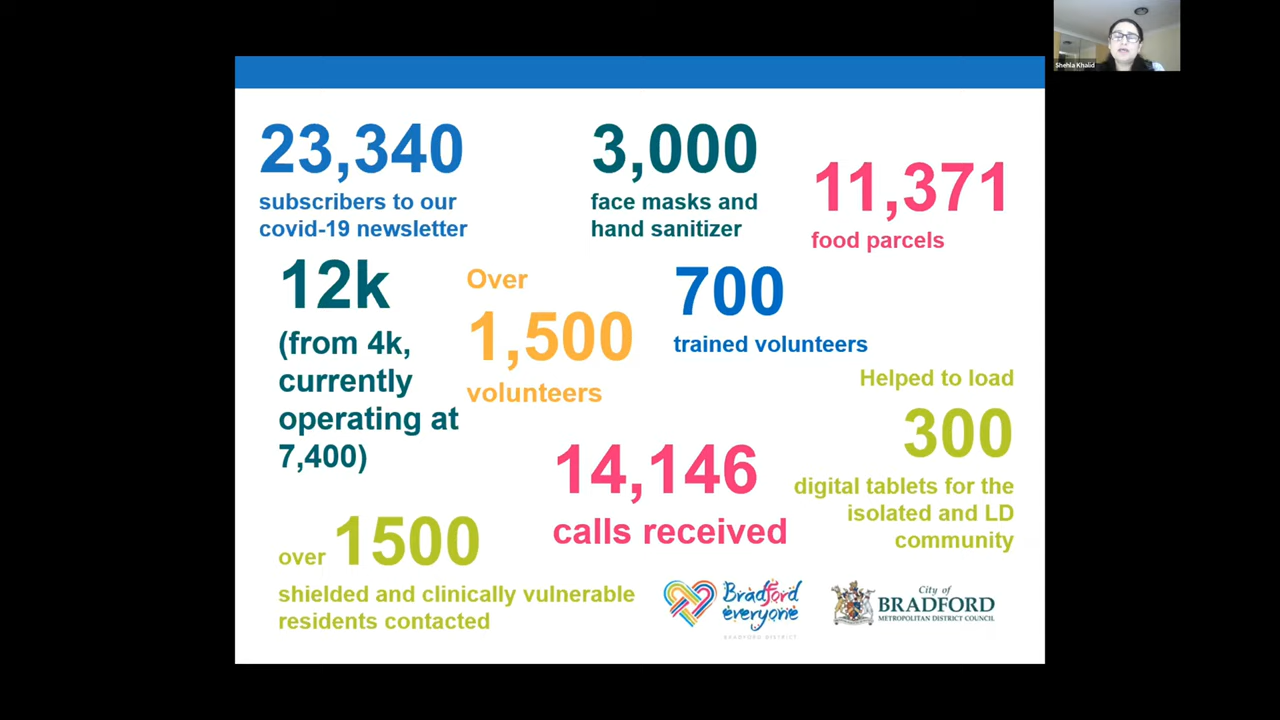 Shehla Khalid
23,340
subscribers to our
covid-19 newsletter
3,000
face masks and
hand sanitizer
11,371
food parcels
12k
(from 4k,
currently
operating at
7,400)
Over
1,500
volunteers
700
trained volunteers
Helped to load
300
digital tablets for the
isolated and LD
community
14,146
calls received
over 1500
shielded and clinically vulnerable
residents contacted
Bradford
everyone
BRADFORD DISTRICT
City of
BRADFORD
METROPOLITAN DISTRICT COUNCIL